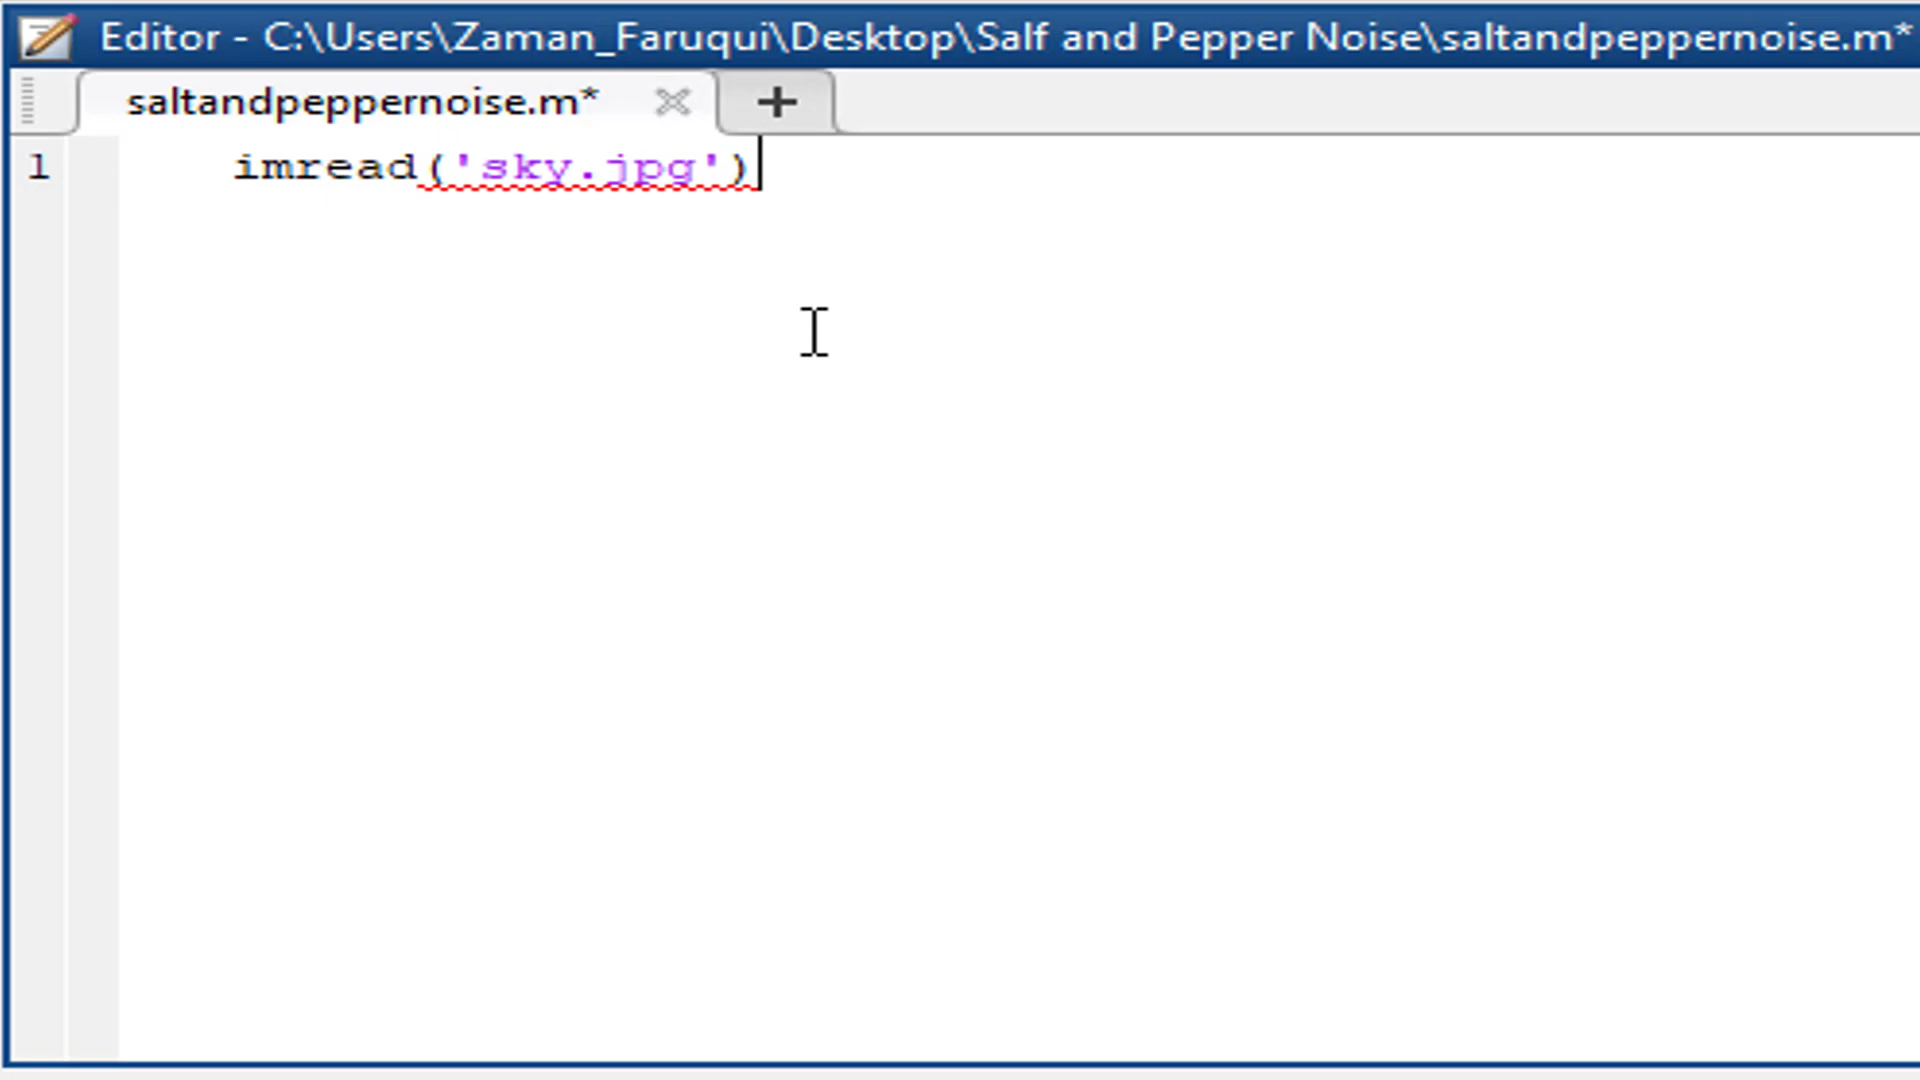 Editor - C:\Users\Zaman_Faruqui\Desktop\Salf and Pepper Noise\saltandpeppernoise.m*
saltandpeppernoise.m*
1 imread('sky.jpg')